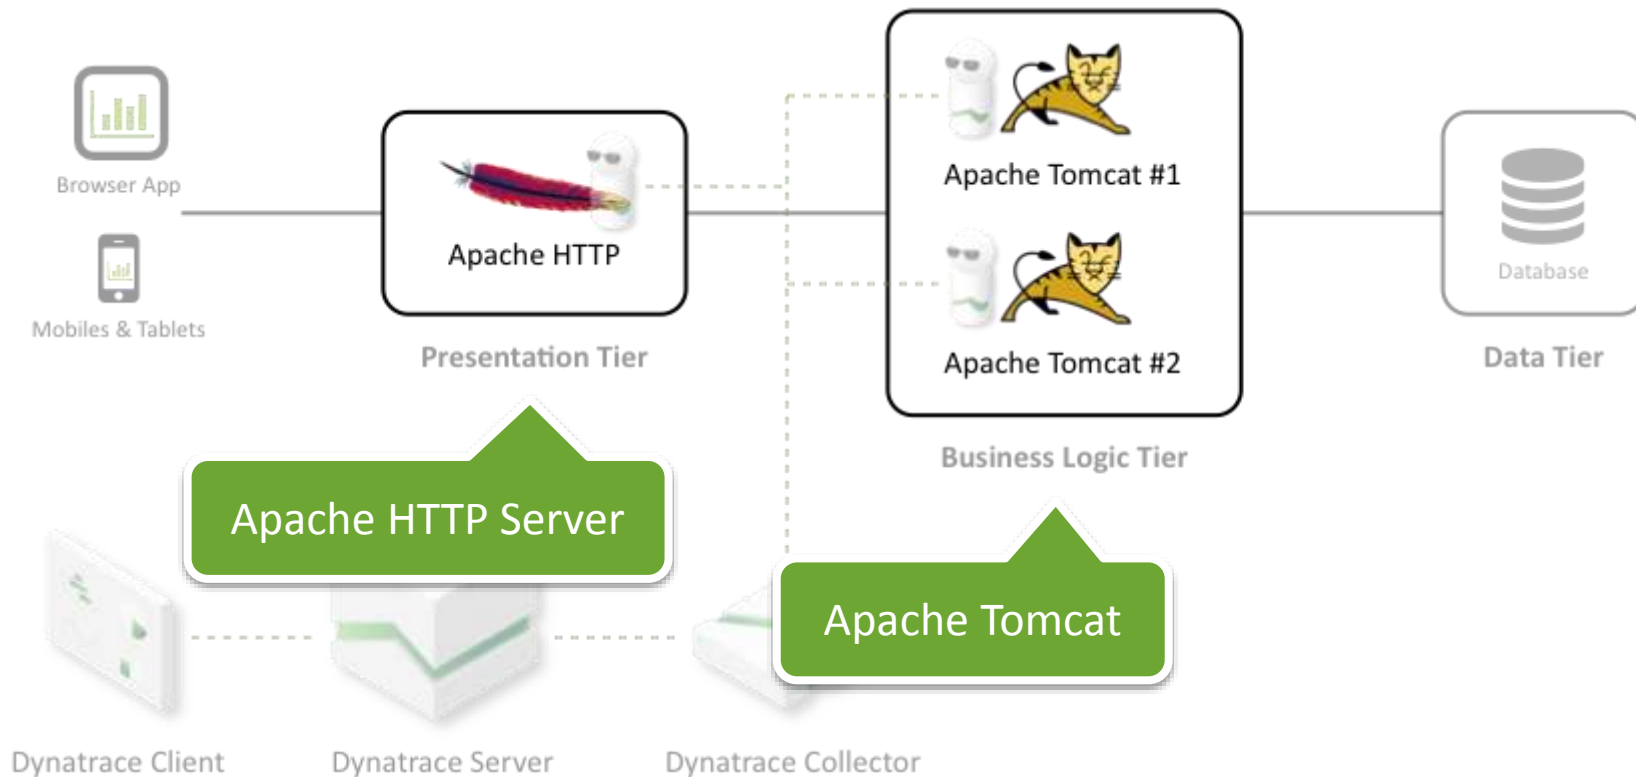 Browser App
Mobiles & Tablets
Apache HTTP
Presentation Tier
Apache Tomcat #1
Apache Tomcat #2
Business Logic Tier
Database
Data Tier
Apache HTTP Server
Apache Tomcat
Dynatrace Client
Dynatrace Server
Dynatrace Collector